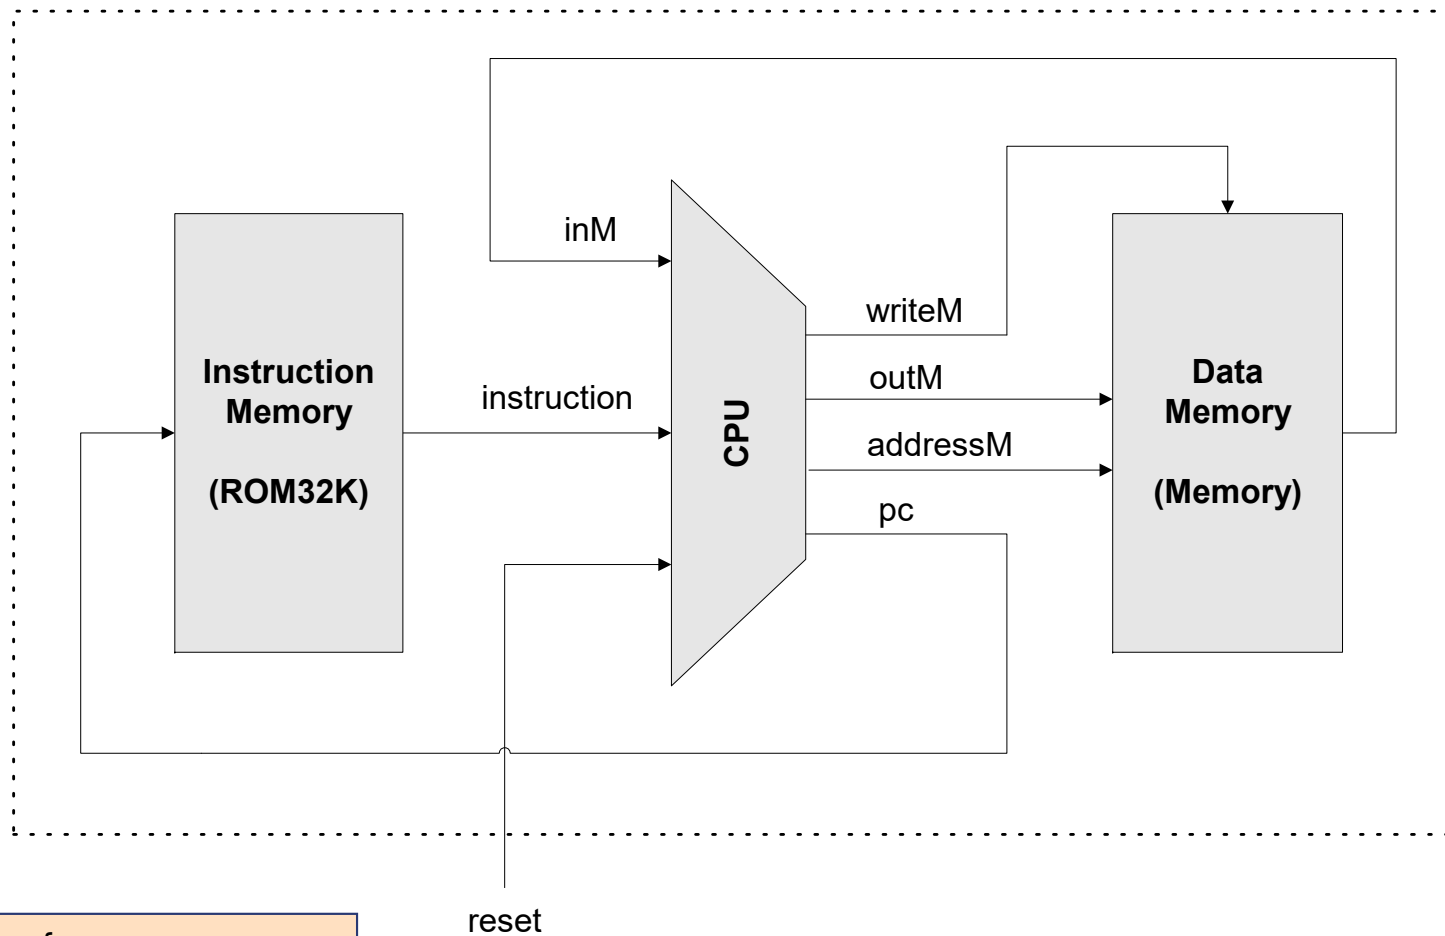 inM
writeM
Instruction
Memory
(ROM32K)
instruction
CPU
outM
addressM
pc
Data
Memory
(Memory)
reset